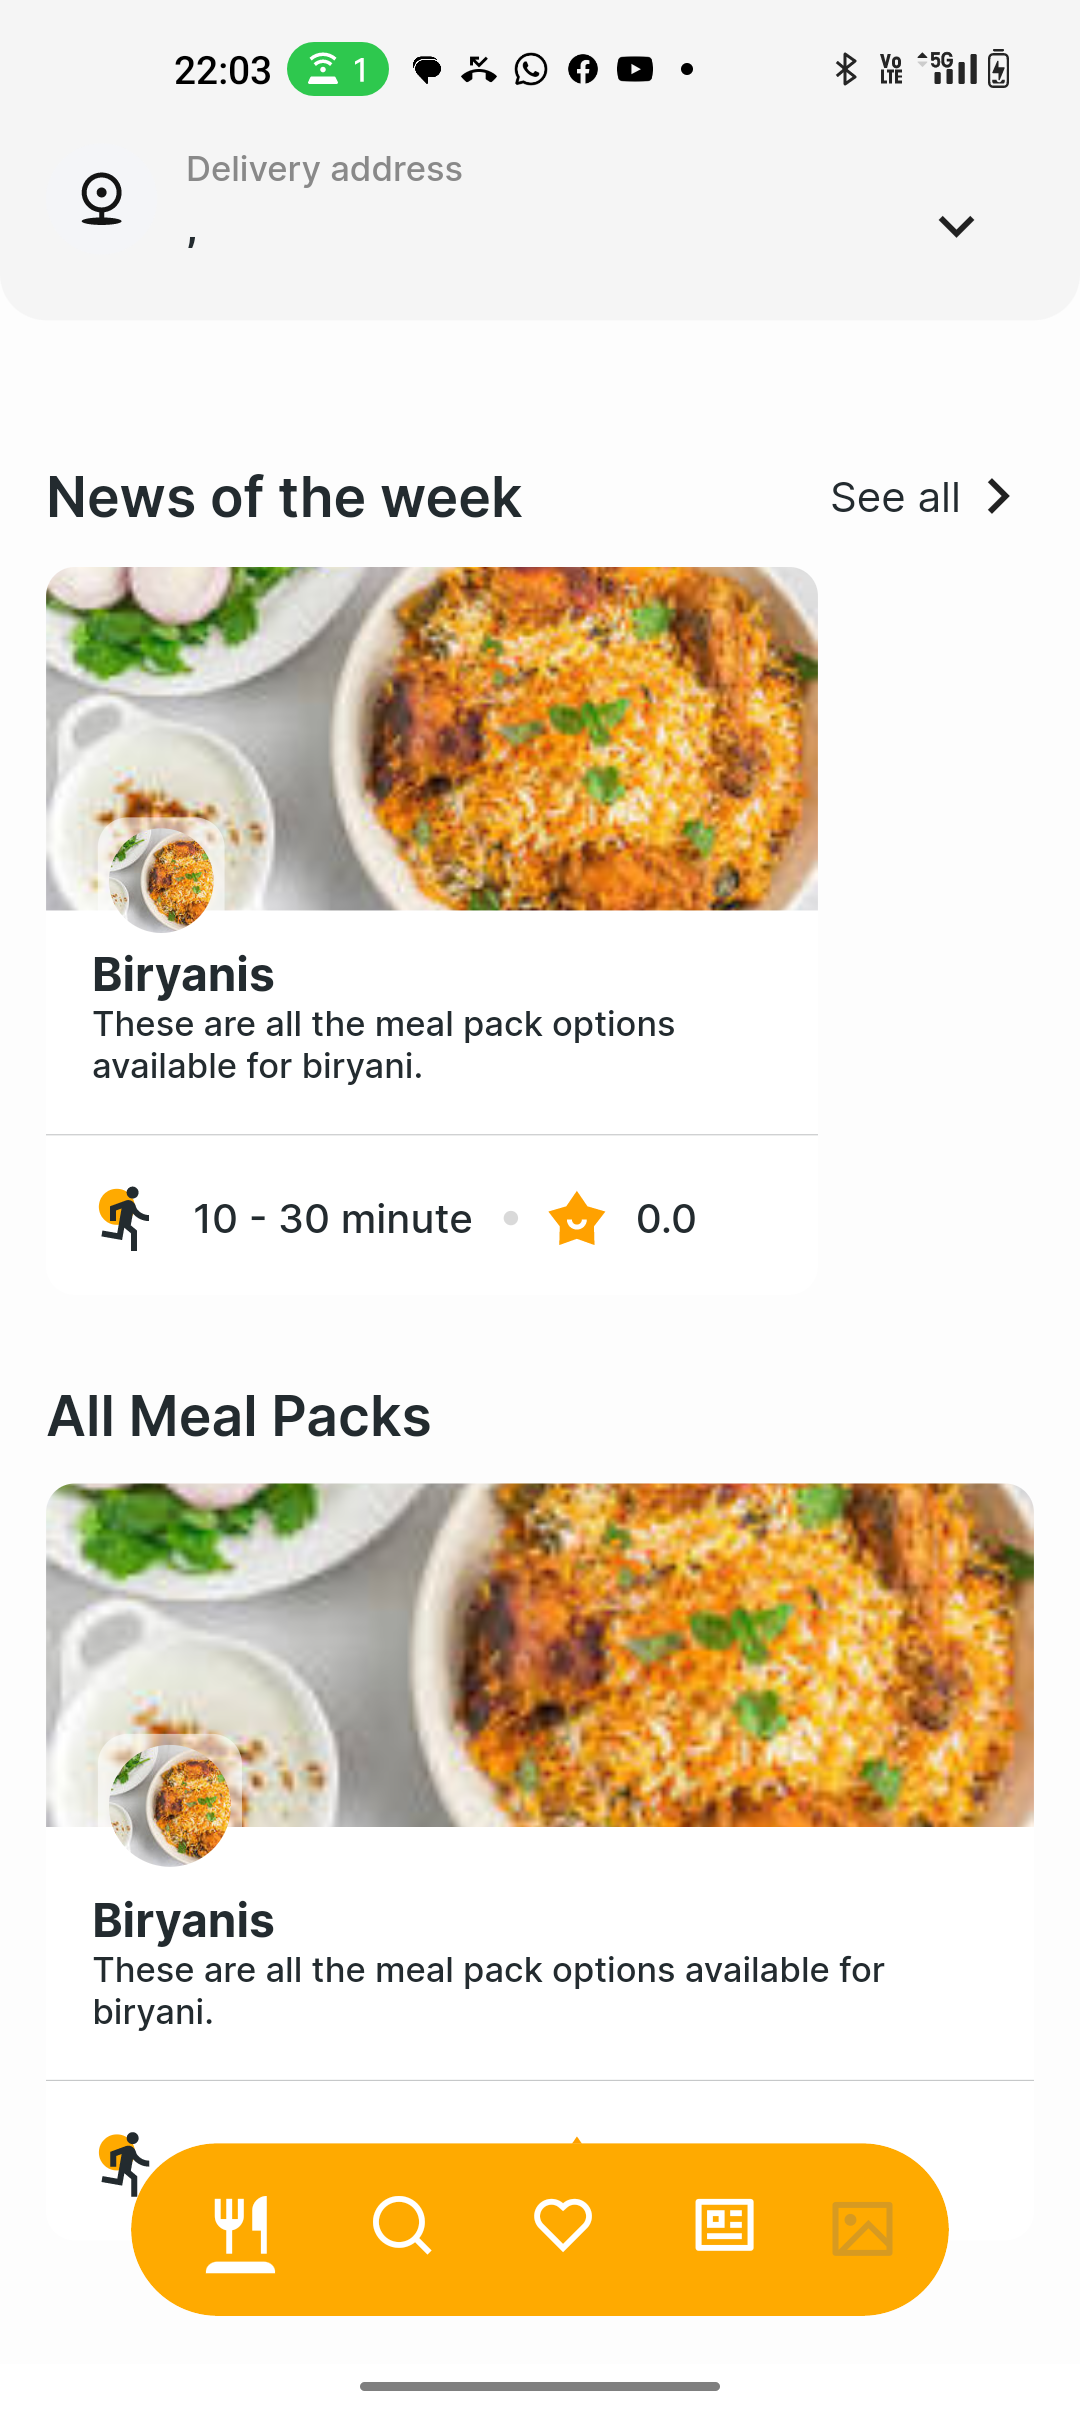 22:03 1 Vo LTE 5G
Delivery address
,
News of the week
See all
Biryanis
These are all the meal pack options
available for biryani.
10 - 30 minute
0.0
All Meal Packs
Biryanis
These are all the meal pack options available for
biryani.